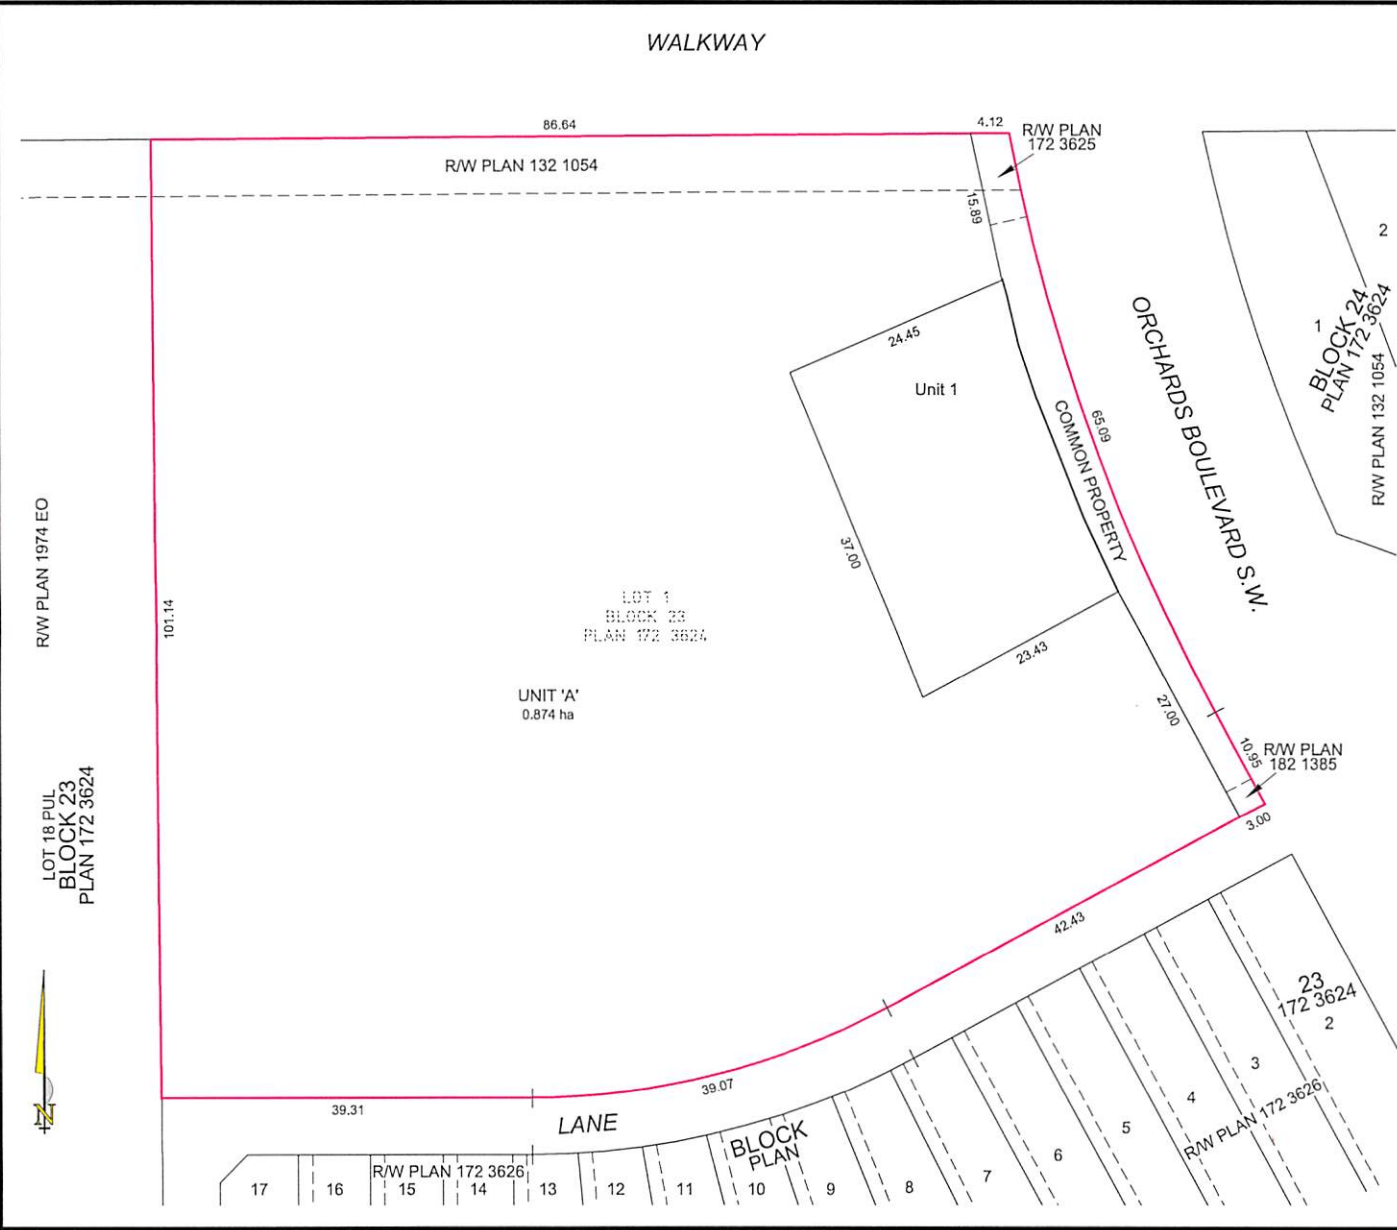 WALKWAY
86.64
4.12
R/W PLAN
172 3625
R/W PLAN 132 1054
15.89
2
1
BLOCK 24
PLAN 172 3624
R/W PLAN 132 1054
ORCHARDS BOULEVARD S.W.
24.45
Unit 1
65.09
COMMON PROPERTY
37.00
R/W PLAN 1974 EO
101.14
LOT 1
BLOCK 23
PLAN 172 3624
23.43
UNIT 'A'
0.874 ha
27.00
10.95
R/W PLAN
182 1385
3.00
LOT 18 PUL
BLOCK 23
PLAN 172 3624
42.43
23
172 3624
2
3
4
R/W PLAN 172 3626
5
6
7
8
9
10
11
12
13
14
15
16
17
39.07
39.31
LANE
BLOCK
PLAN
R/W PLAN 172 3626
N